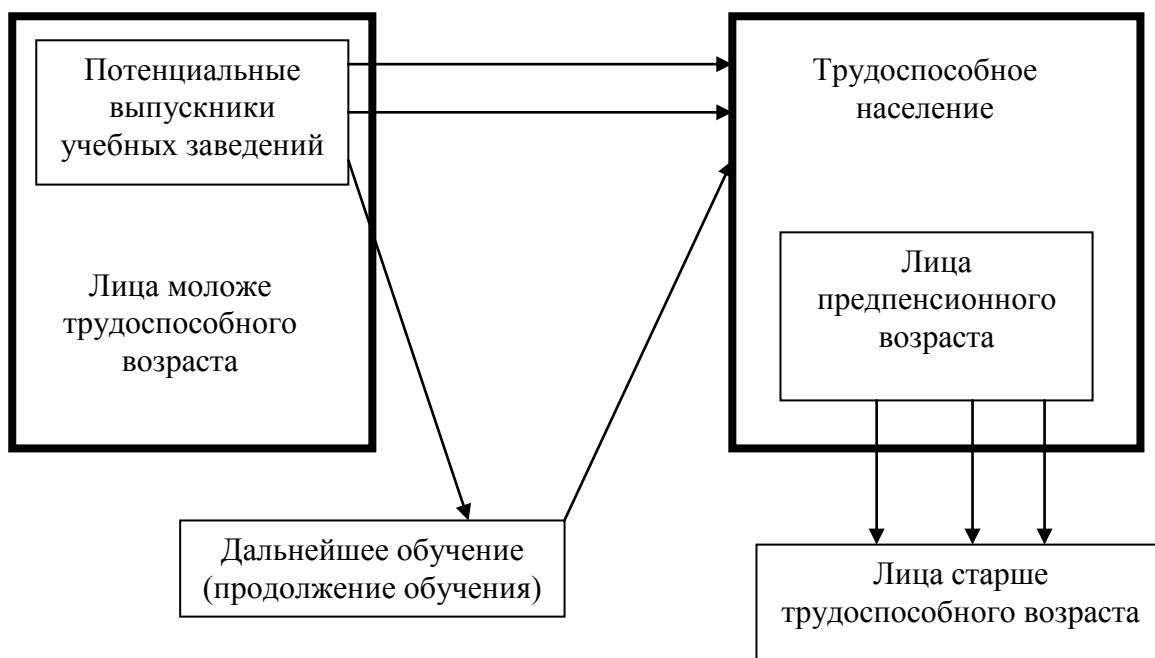 Потенциальные
выпускники
учебных заведений
Лица моложе
трудоспособного
возраста
Трудоспособное
население
Лица
предпенсионного
возраста
Дальнейшее обучение
(продолжение обучения)
Лица старше
трудоспособного возраста